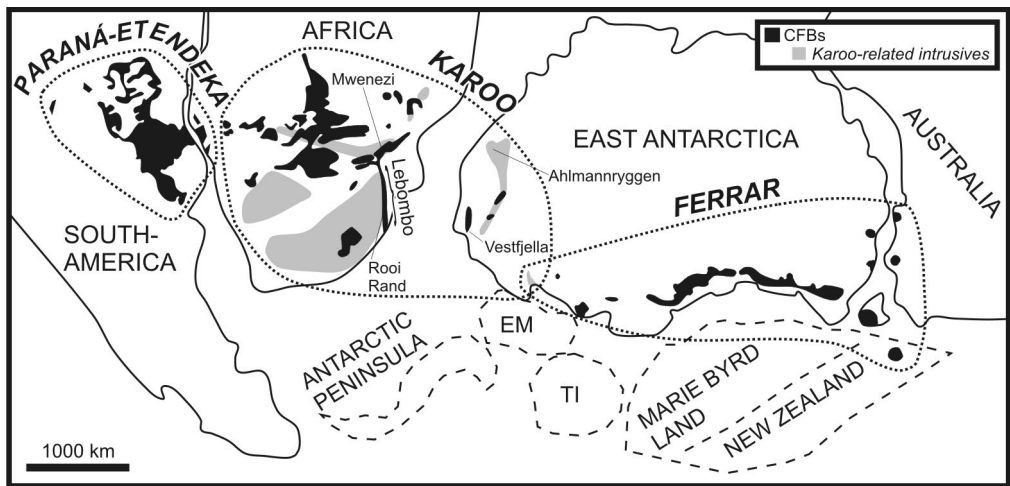 PARANÁ-ETENDEKA
AFRICA
Mwenezi
KAROO
CFBs
Karoo-related intrusives
EAST ANTARCTICA
AUSTRALIA
Ahlmannryggen
Lebombo
FERRAR
SOUTH-
AMERICA
Vestfjella
Rooi
Rand
EM
ANTARCTIC
PENINSULA
TI
MARIE BYRD
LAND
NEW ZEALAND
1000 km